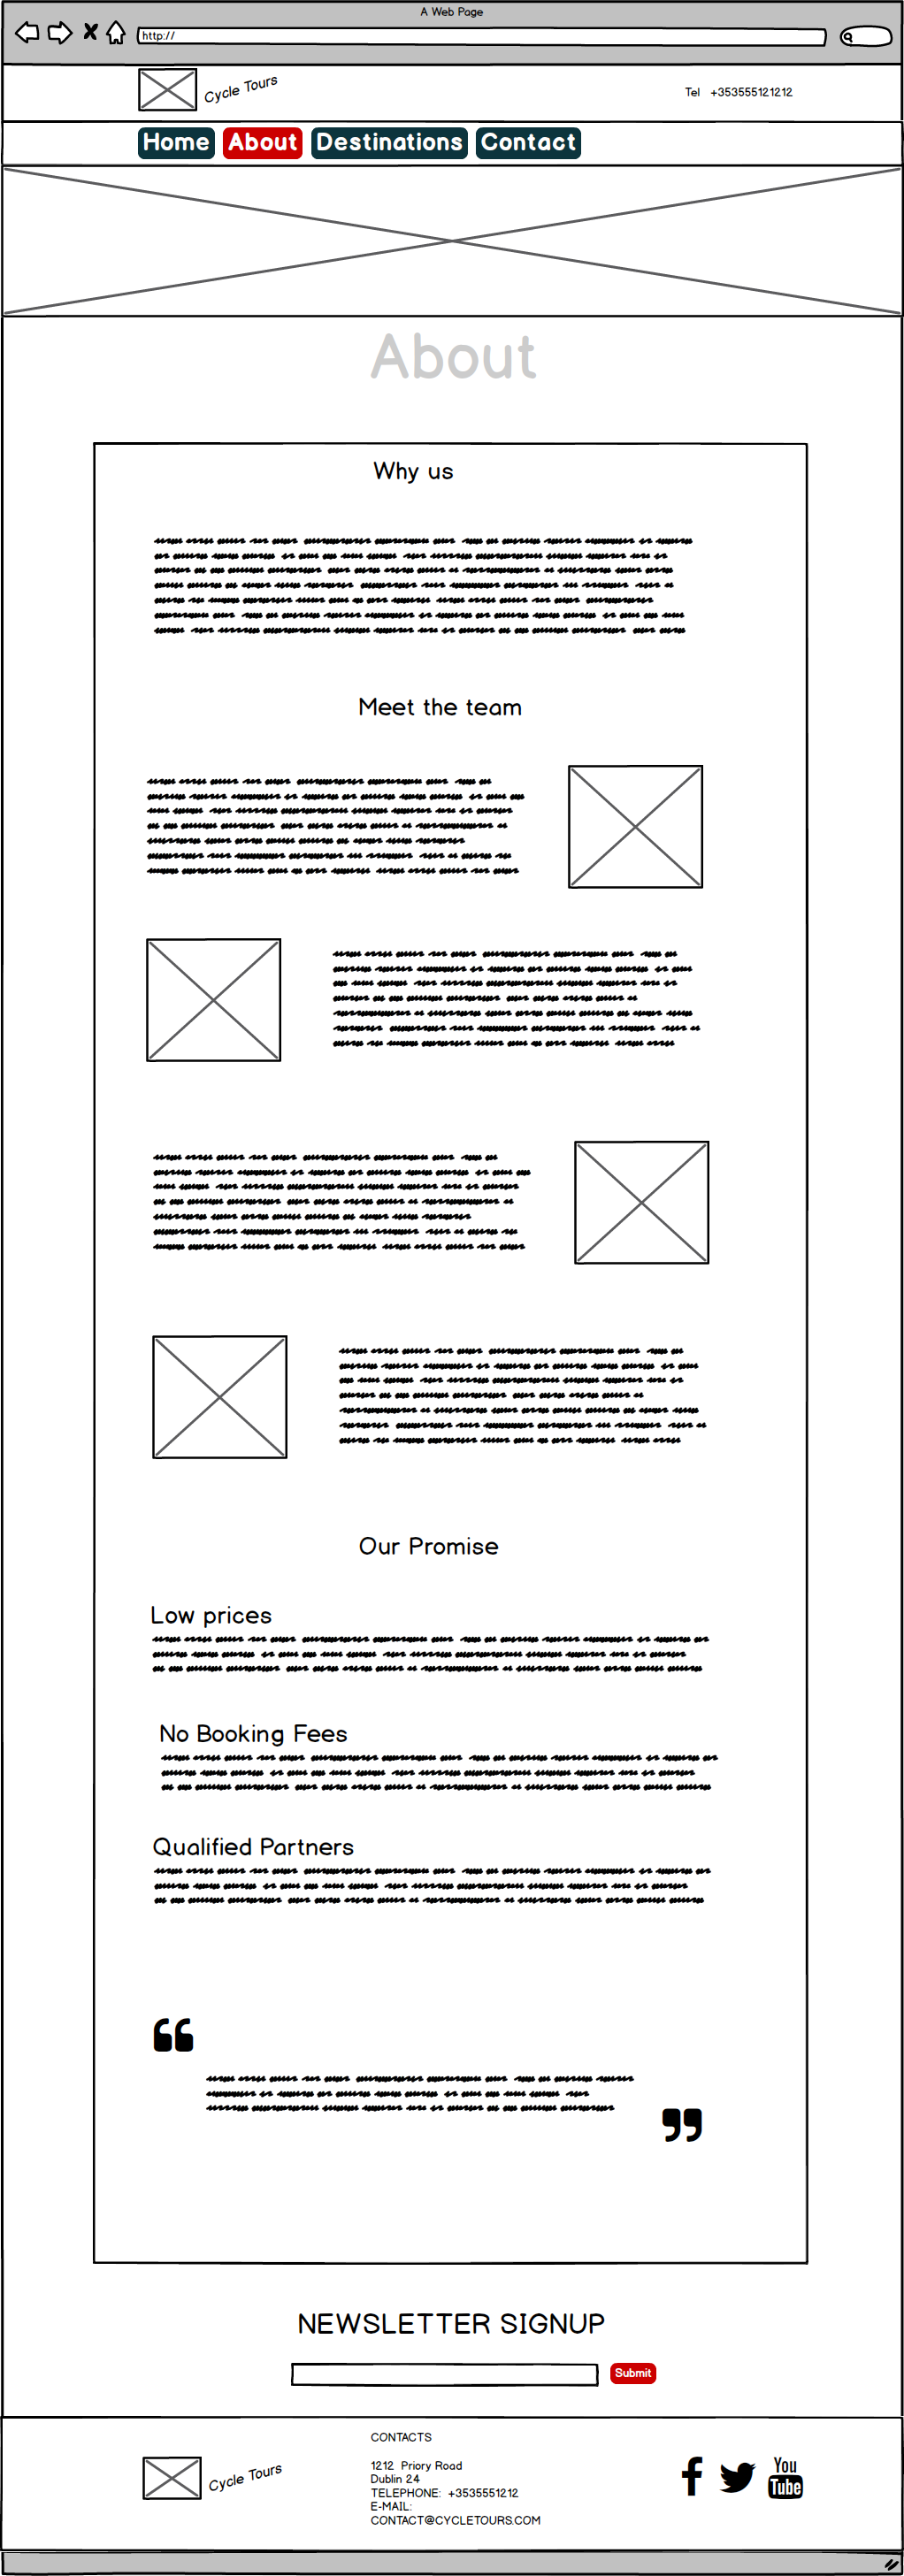 A Web Page
http://
Cycle Tours
Tel +353555121212
Home About Destinations Contact
About
Why us
Meet the team
Our Promise
Low prices
No Booking Fees
Qualified Partners
“
”
NEWSLETTER SIGNUP
Submit
Cycle Tours
CONTACTS
1212 Priory Road
Dublin 24
TELEPHONE: +3535551212
E-MAIL:
CONTACT@CYCLETOURS.COM
You
Tube